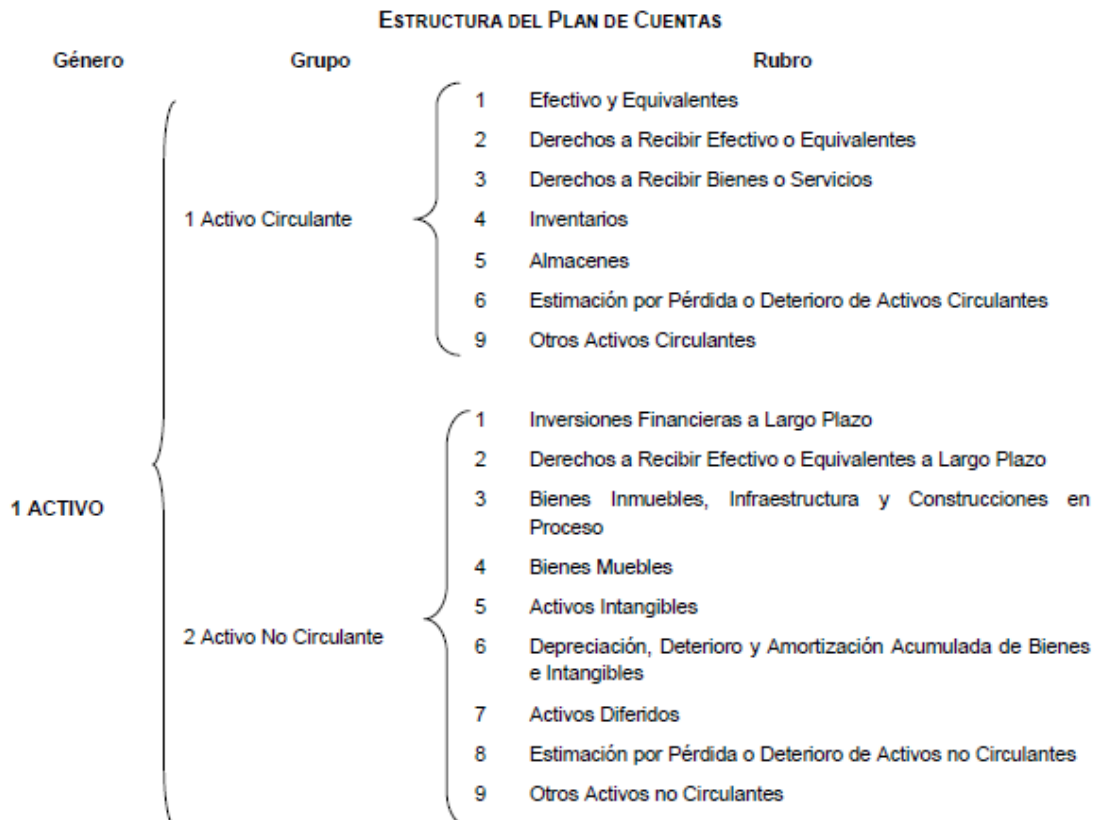 ESTRUCTURA DEL PLAN DE CUENTAS
Género Grupo Rubro
1 Efectivo y Equivalentes
2 Derechos a Recibir Efectivo o Equivalentes
3 Derechos a Recibir Bienes o Servicios
1 Activo Circulante
4 Inventarios
5 Almacenes
6 Estimación por Pérdida o Deterioro de Activos Circulantes
9 Otros Activos Circulantes
1 Inversiones Financieras a Largo Plazo
2 Derechos a Recibir Efectivo o Equivalentes a Largo Plazo
1 ACTIVO
3 Bienes Inmuebles, Infraestructura y Construcciones en
Proceso
4 Bienes Muebles
5 Activos Intangibles
2 Activo No Circulante
6 Depreciación, Deterioro y Amortización Acumulada de Bienes
e Intangibles
7 Activos Diferidos
8 Estimación por Pérdida o Deterioro de Activos no Circulantes
9 Otros Activos no Circulantes